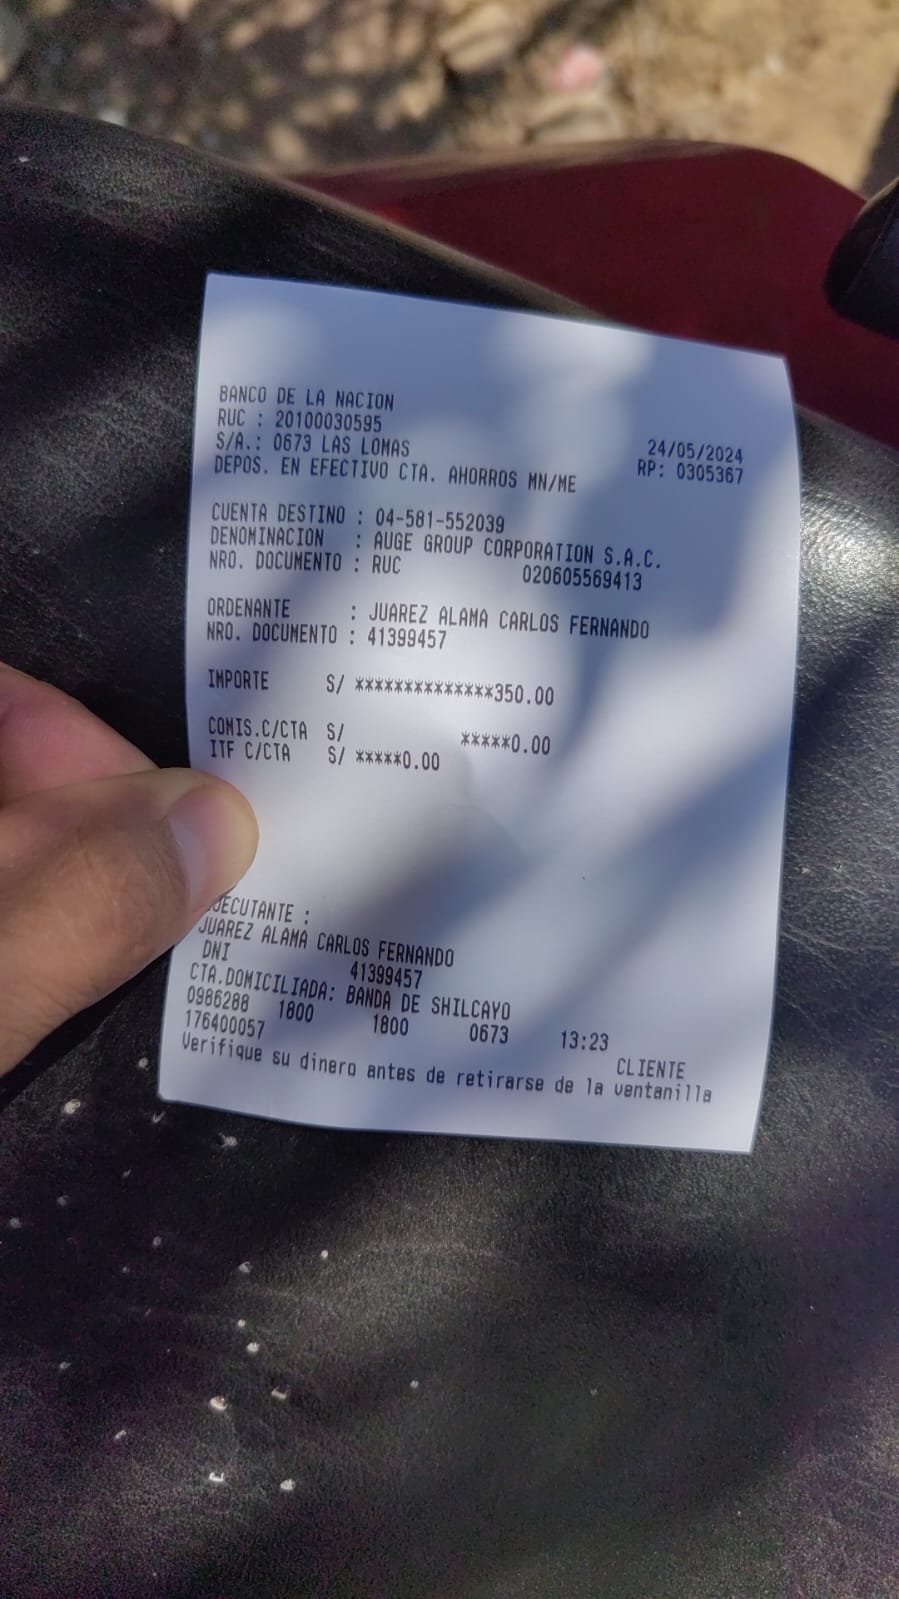 BANCO DE LA NACION
RUC : 20100030595
S/A.: 0673 LAS LOMAS 24/05/2024
DEPOS. EN EFECTIVO CTA. AHORROS MN/ME RP: 0305367
CUENTA DESTINO : 04-581-552039
DENOMINACION : AUGE GROUP CORPORATION S.A.C.
NRO. DOCUMENTO : RUC 020605569413
ORDENANTE : JUAREZ ALAMA CARLOS FERNANDO
NRO. DOCUMENTO : 41399457
IMPORTE S/ **************350.00
COMIS.C/CTA S/ *****0.00
ITF C/CTA S/ *****0.00
JECUTANTE :
JUAREZ ALAMA CARLOS FERNANDO
DNI 41399457
CTA.DOMICILIADA: BANDA DE SHILCAYO
0986288 1800 1800 0673 13:23
176400057 CLIENTE
Verifique su dinero antes de retirarse de la ventanilla